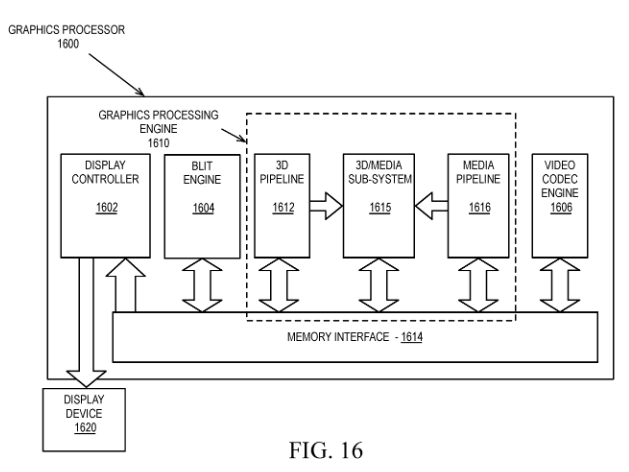 GRAPHICS PROCESSOR
1600
GRAPHICS PROCESSING
ENGINE
1610
DISPLAY
CONTROLLER
1602
BLIT
ENGINE
1604
3D
PIPELINE
1612
3D/MEDIA
SUB-SYSTEM
1615
MEDIA
PIPELINE
1616
VIDEO
CODEC
ENGINE
1606
MEMORY INTERFACE - 1614
DISPLAY
DEVICE
1620
FIG. 16